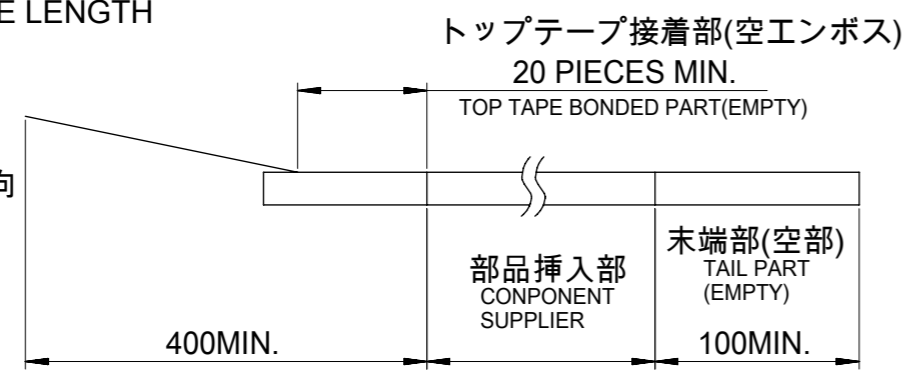 E LENGTH
トップテープ接着部(空エンボス)
20 PIECES MIN.
TOP TAPE BONDED PART(EMPTY)
向
部品挿入部
CONPONENT
SUPPLIER
末端部(空部)
TAIL PART
(EMPTY)
400MIN.
100MIN.